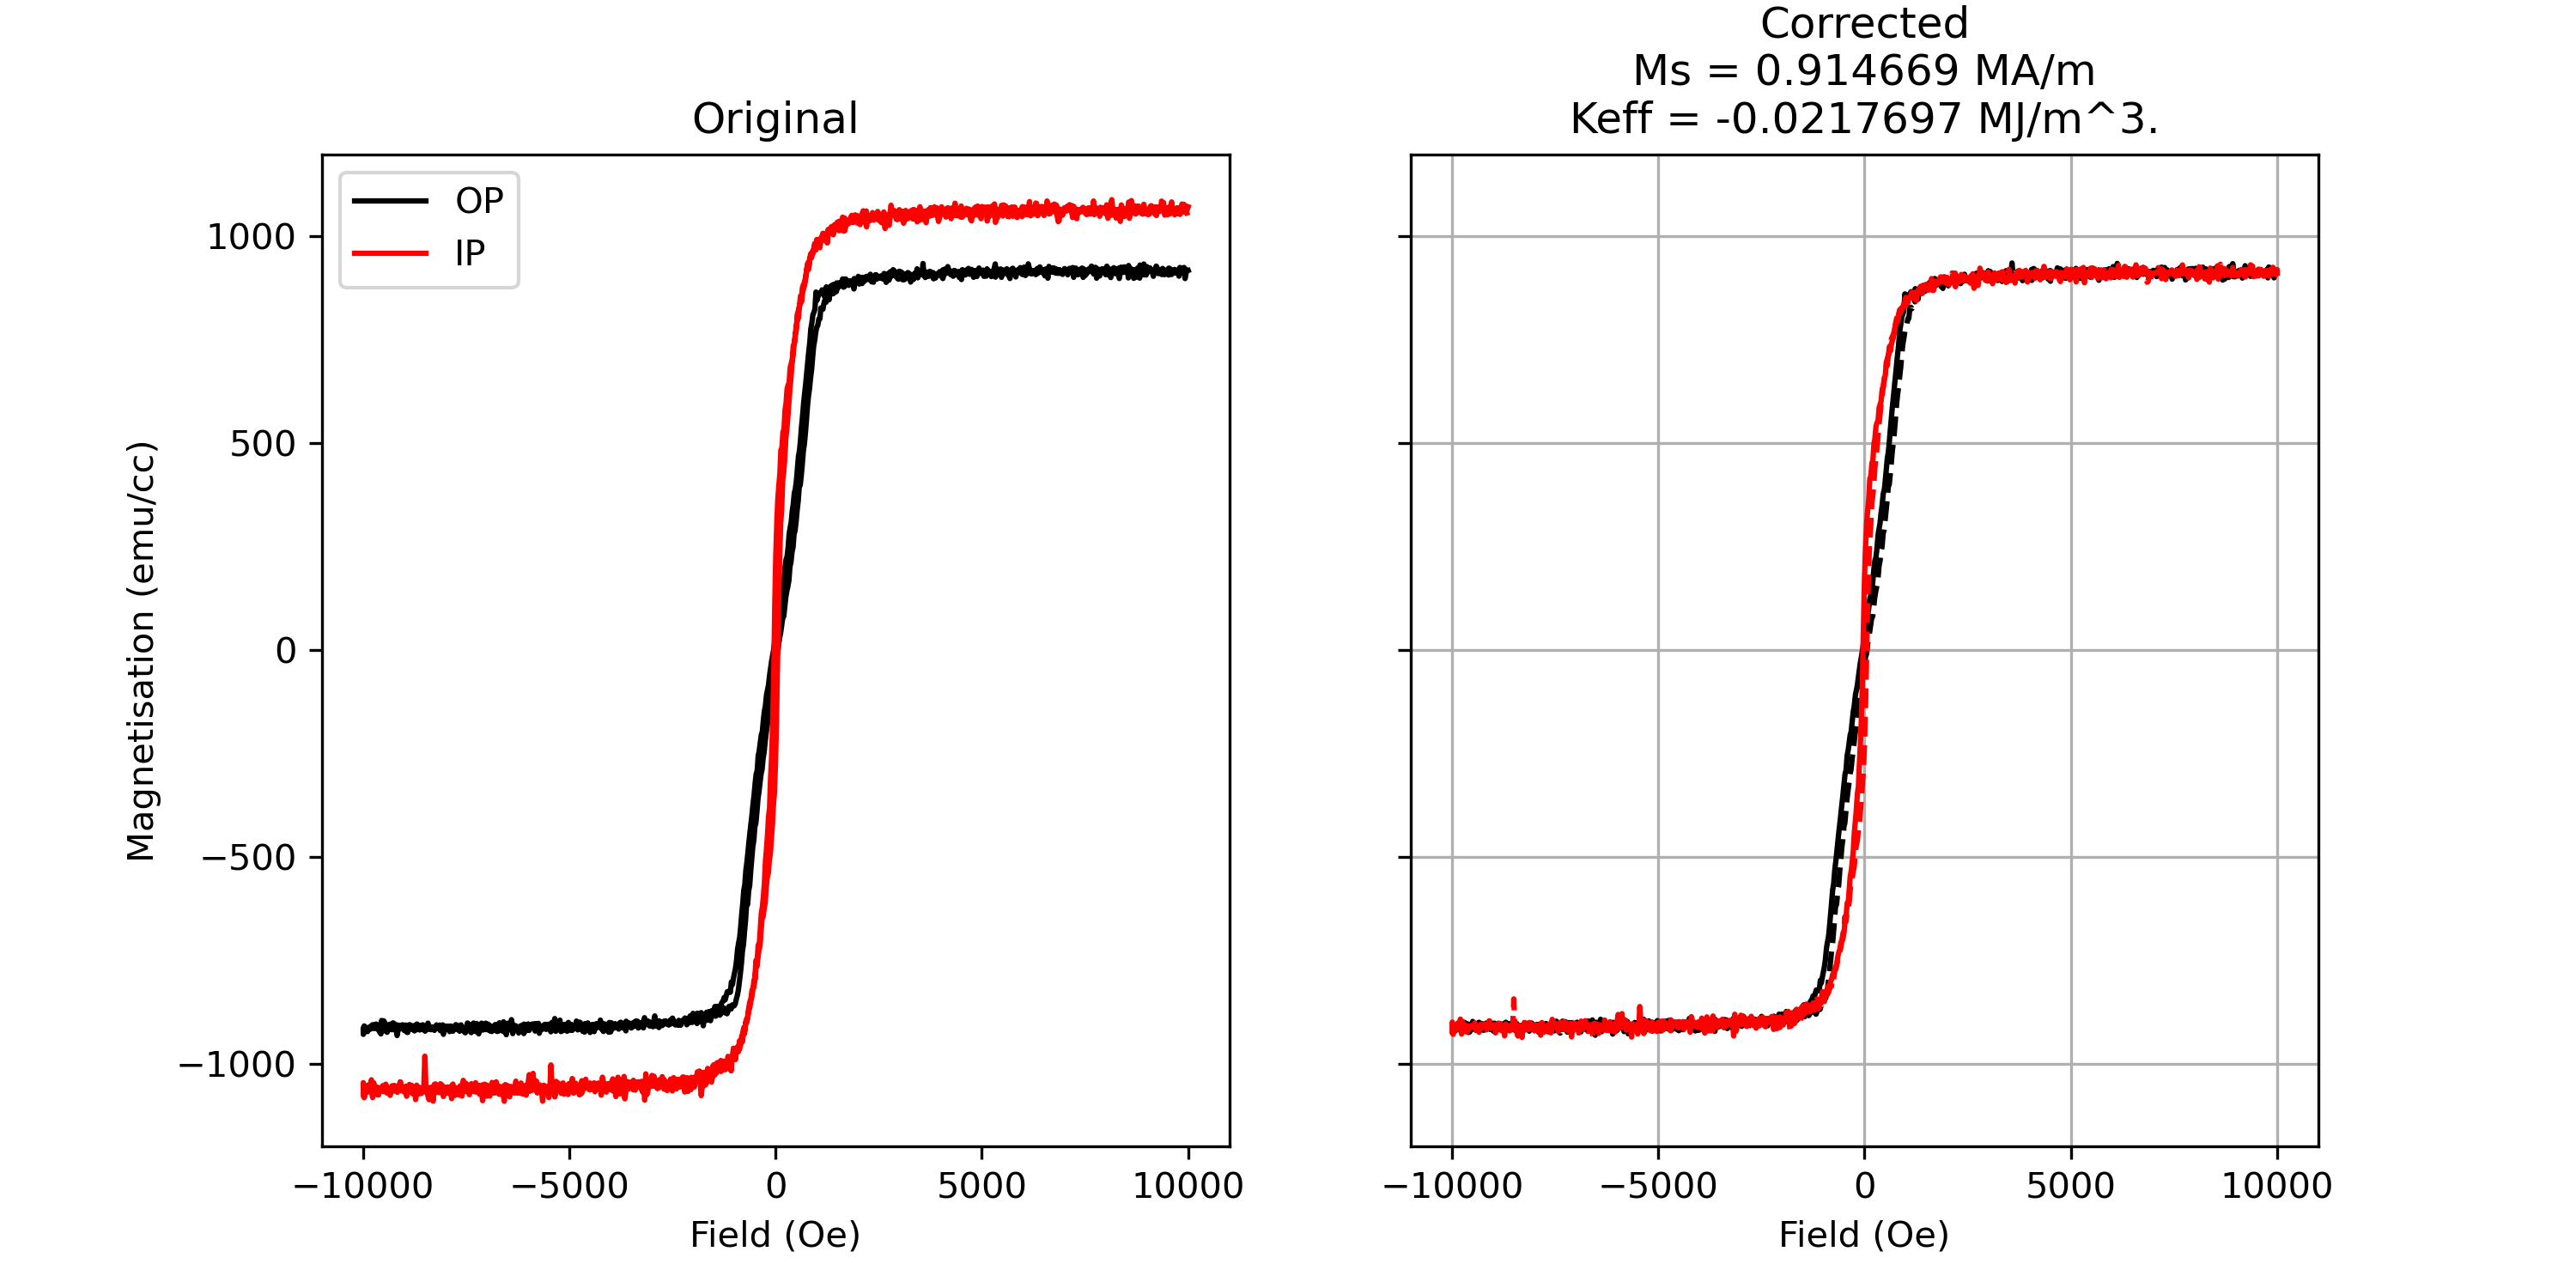 Original
OP
IP
1000
500
0
−500
−1000
Magnetisation (emu/cc)
−10000 −5000 0 5000 10000
Field (Oe)
Corrected
Ms = 0.914669 MA/m
Keff = -0.0217697 MJ/m^3.
−10000 −5000 0 5000 10000
Field (Oe)